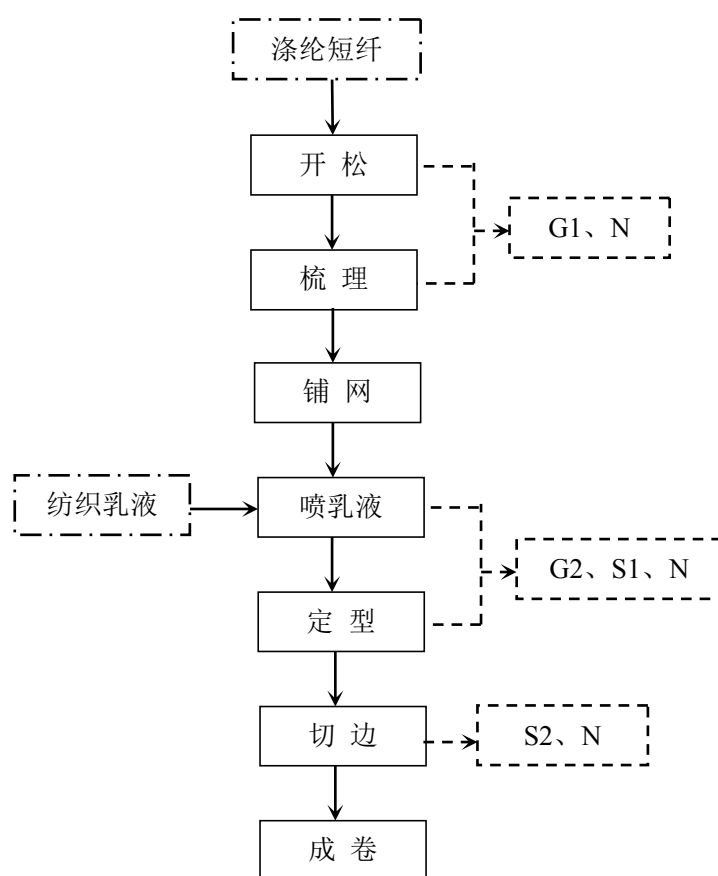 涤纶短纤
开 松
G1、N
梳 理
铺 网
纺织乳液
喷乳液
G2、S1、N
定 型
切 边
S2、N
成 卷